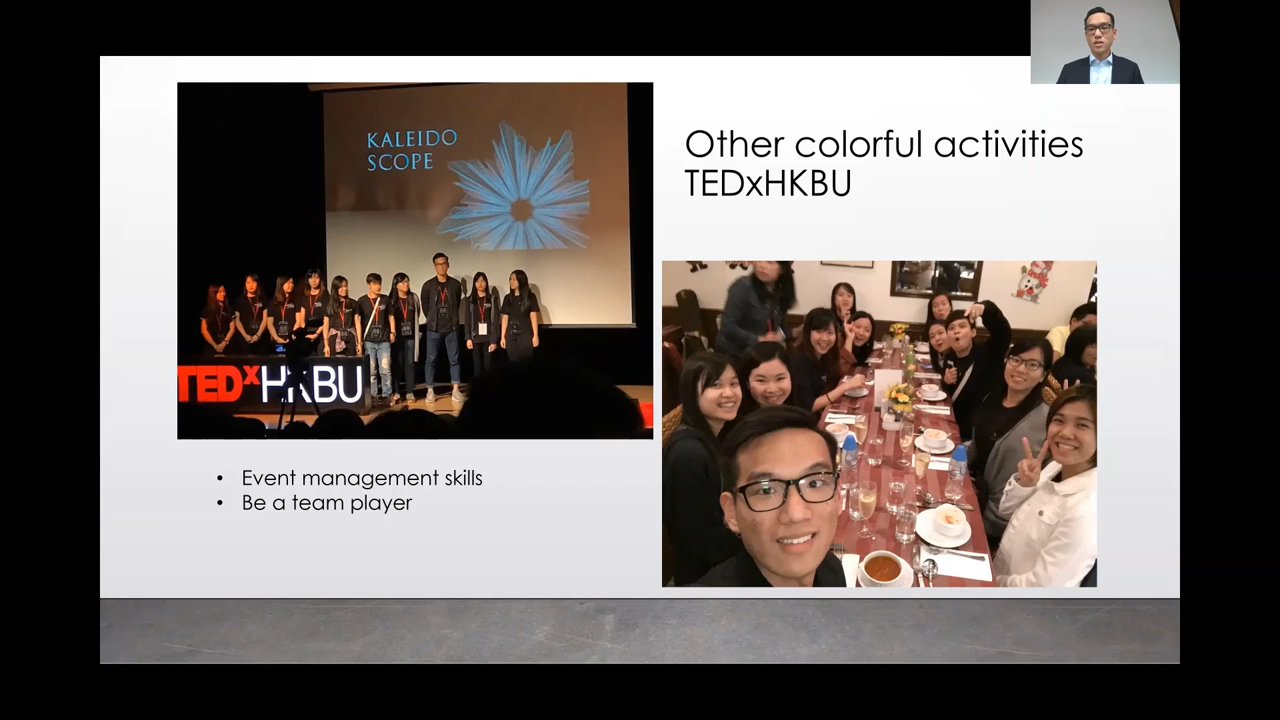 KALEIDO
SCOPE
TEDxHKBU
Other colorful activities
TEDxHKBU
• Event management skills
• Be a team player